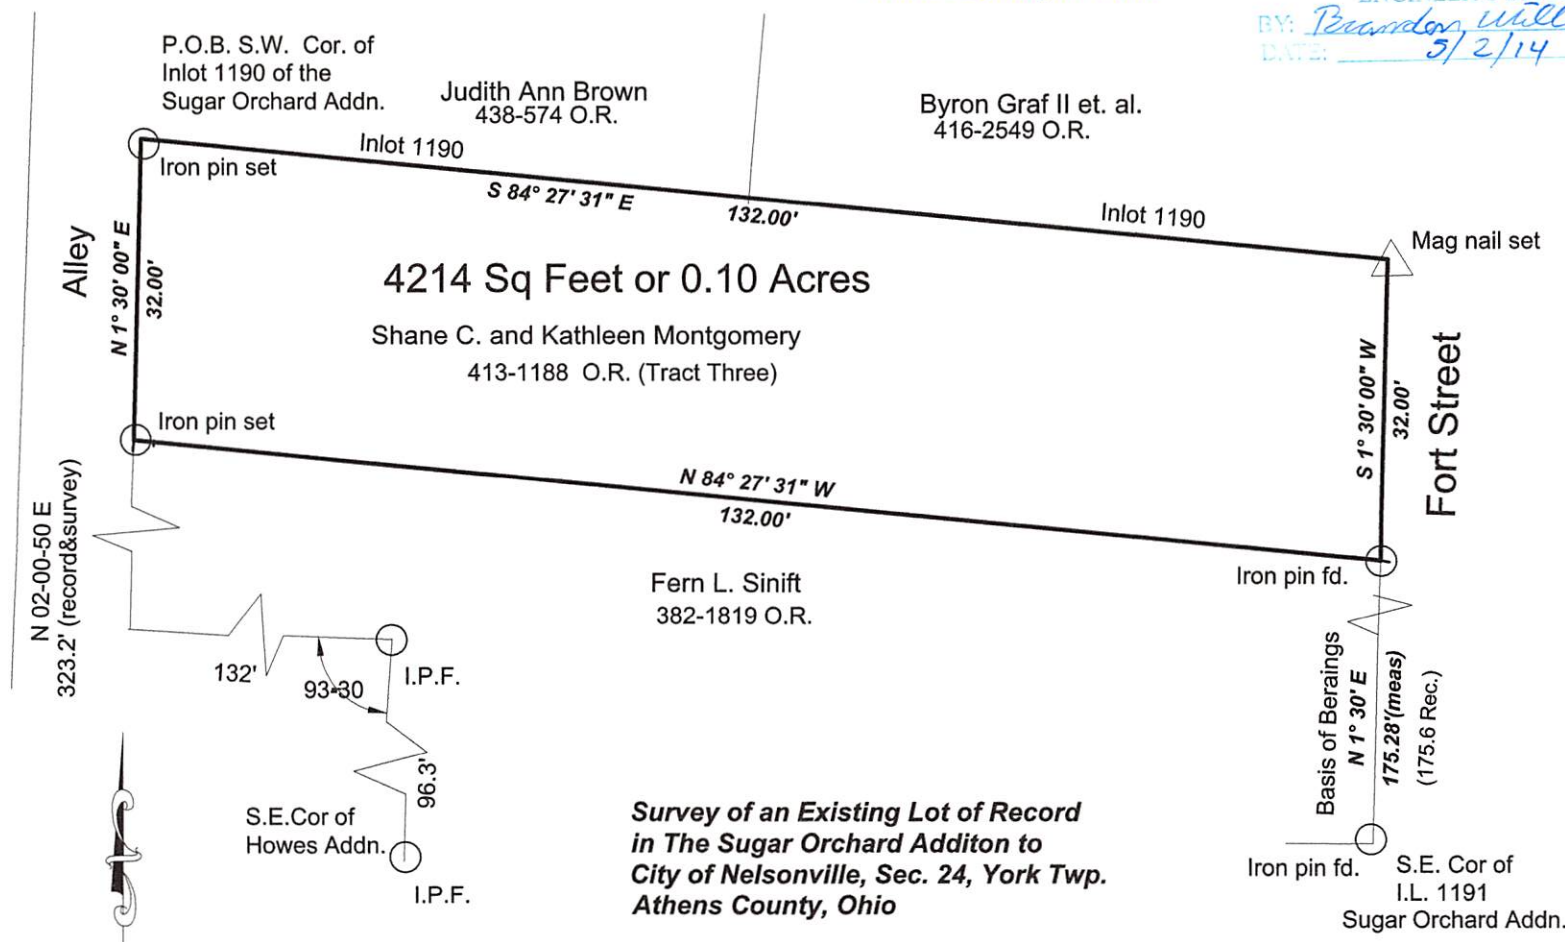 BY: Brandon
DATE: 5/2/14
P.O.B. S.W. Cor. of
Inlot 1190 of the
Sugar Orchard Addn.
Judith Ann Brown
438-574 O.R.
Byron Graf II et. al.
416-2549 O.R.
Iron pin set
Inlot 1190
S 84° 27' 31" E
132.00'
Inlot 1190
Mag nail set
Alley
N 1° 30' 00" E
32.00'
4214 Sq Feet or 0.10 Acres
Shane C. and Kathleen Montgomery
413-1188 O.R. (Tract Three)
S 1° 30' 00" W
32.00'
Fort Street
Iron pin set
N 84° 27' 31" W
132.00'
Iron pin fd.
N 02-00-50 E
323.2' (record&survey)
Fern L. Sinift
382-1819 O.R.
132'
93-30
I.P.F.
96.3'
S.E.Cor of
Howes Addn.
I.P.F.
Basis of Beraings
N 1° 30' E
175.28'(meas)
(175.6 Rec.)
Survey of an Existing Lot of Record
in The Sugar Orchard Additon to
City of Nelsonville, Sec. 24, York Twp.
Athens County, Ohio
Iron pin fd.
S.E. Cor of
I.L. 1191
Sugar Orchard Addn.